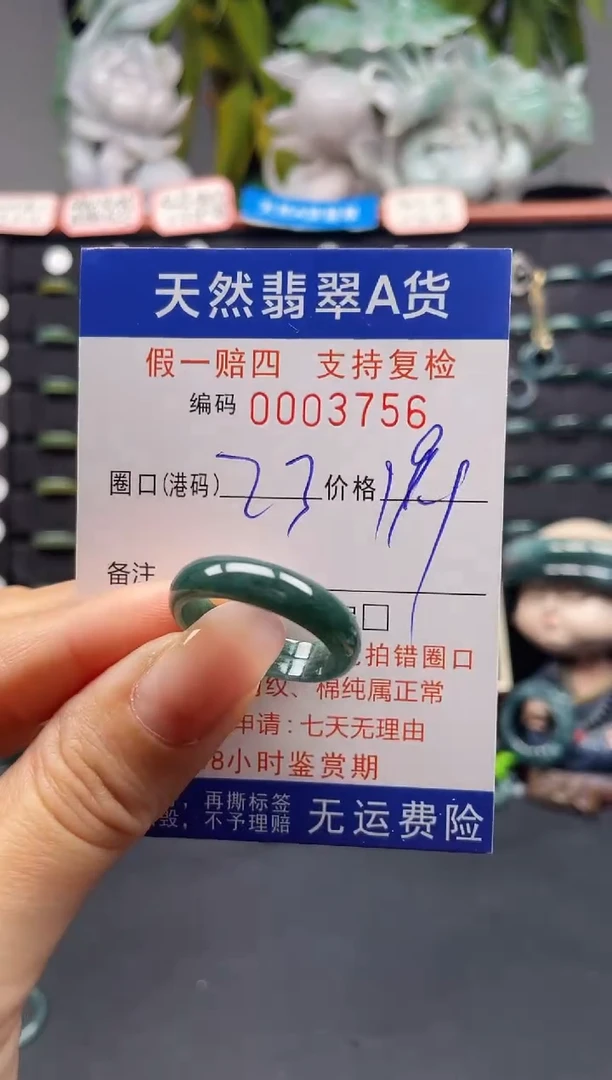 天然翡翠A货
假一赔四 支持复检
编码 0003756
圈口(港码) 23 价格
备注
拍错圈口
纹、棉纯属正常
申请:七天无理由
8小时鉴赏期
,再撕标签
毁,不予理赔 无运费险